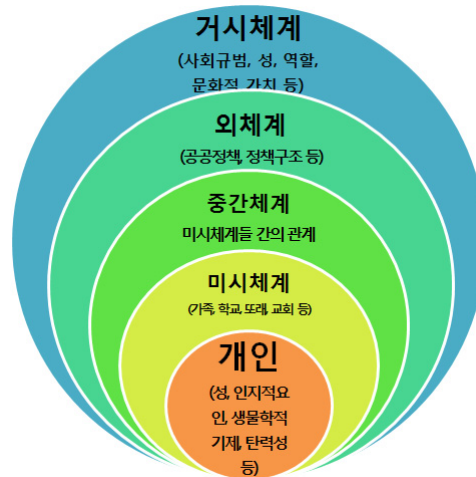 거시체계
(사회규범, 성, 역할,
문화적 가치 등)
외체계
(공공정책, 정책구조 등)
중간체계
미시체계들 간의 관계
미시체계
(가족, 학교, 또래, 교회 등)
개인
(성, 인지적요
인, 생물학적
기제, 탄력성
등)